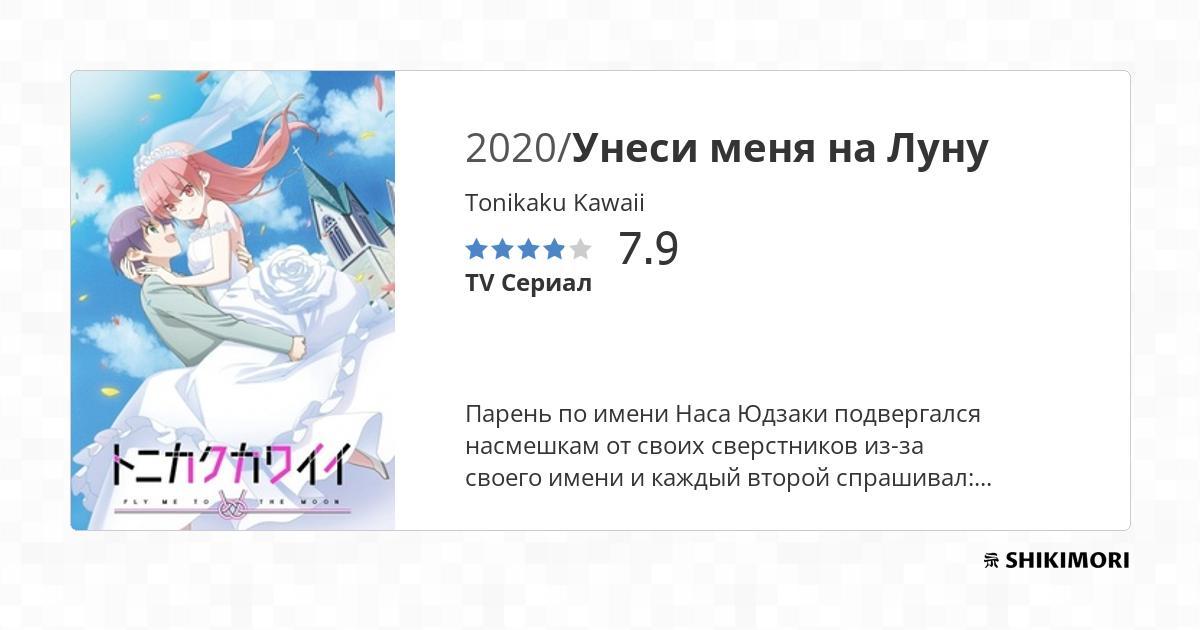 2020/Унеси меня на Луну
Tonikaku Kawaii
7.9
TV Сериал
Парень по имени Наса Юдзаки подвергался
насмешкам от своих сверстников из-за
своего имени и каждый второй спрашивал:...
トニカクカワイイ
FLY ME TO THE MOON
SHIKIMORI